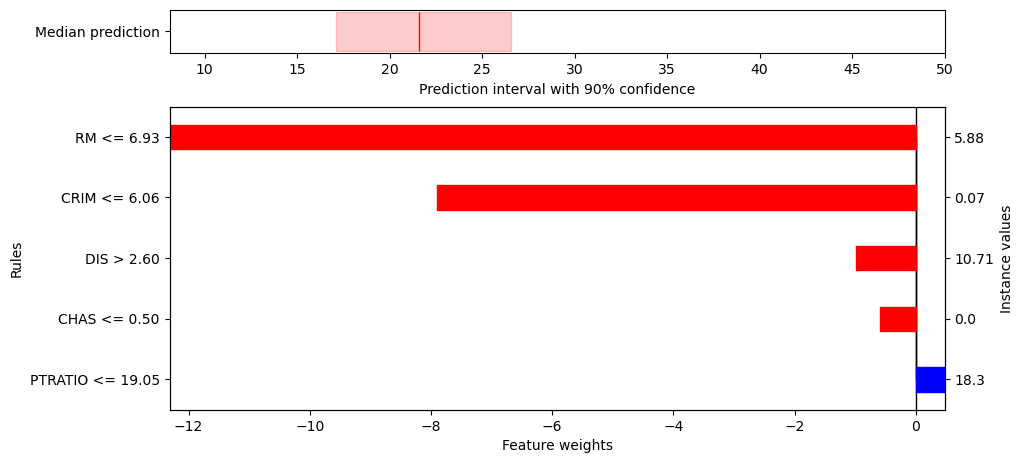 Median prediction
10 15 20 25 30 35 40 45 50
Prediction interval with 90% confidence
Rules
RM <= 6.93 5.88
CRIM <= 6.06 0.07
DIS > 2.60 10.71
CHAS <= 0.50 0.0
PTRATIO <= 19.05 18.3
Instance values
−12 −10 −8 −6 −4 −2 0
Feature weights